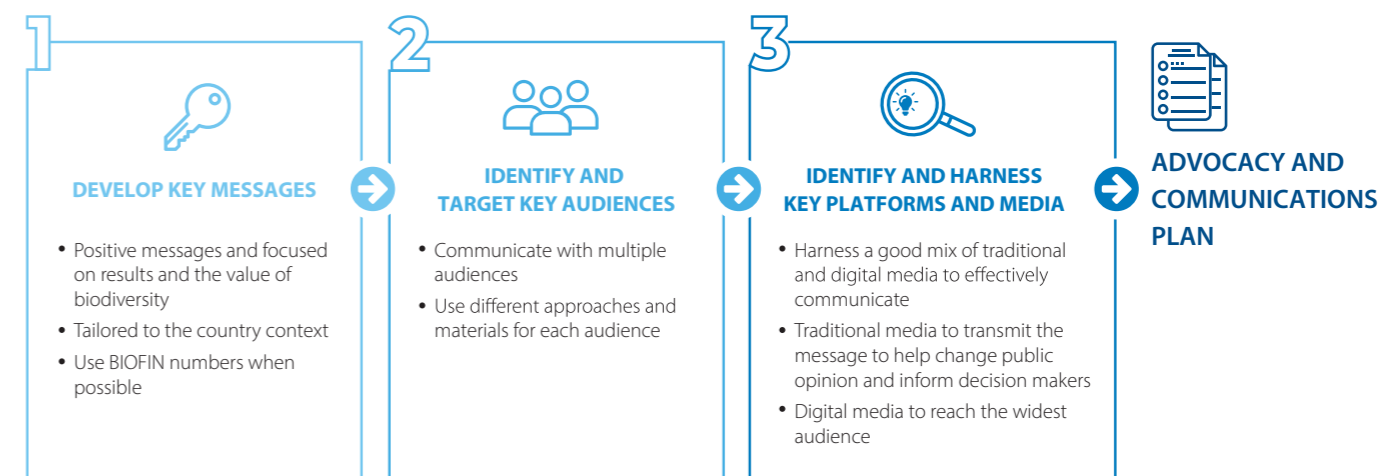 1
DEVELOP KEY MESSAGES
• Positive messages and focused
on results and the value of
biodiversity
• Tailored to the country context
• Use BIOFIN numbers when
possible
2
IDENTIFY AND
TARGET KEY AUDIENCES
• Communicate with multiple
audiences
• Use different approaches and
materials for each audience
3
IDENTIFY AND HARNESS
KEY PLATFORMS AND MEDIA
• Harness a good mix of traditional
and digital media to effectively
communicate
• Traditional media to transmit the
message to help change public
opinion and inform decision makers
• Digital media to reach the widest
audience
ADVOCACY AND
COMMUNICATIONS
PLAN